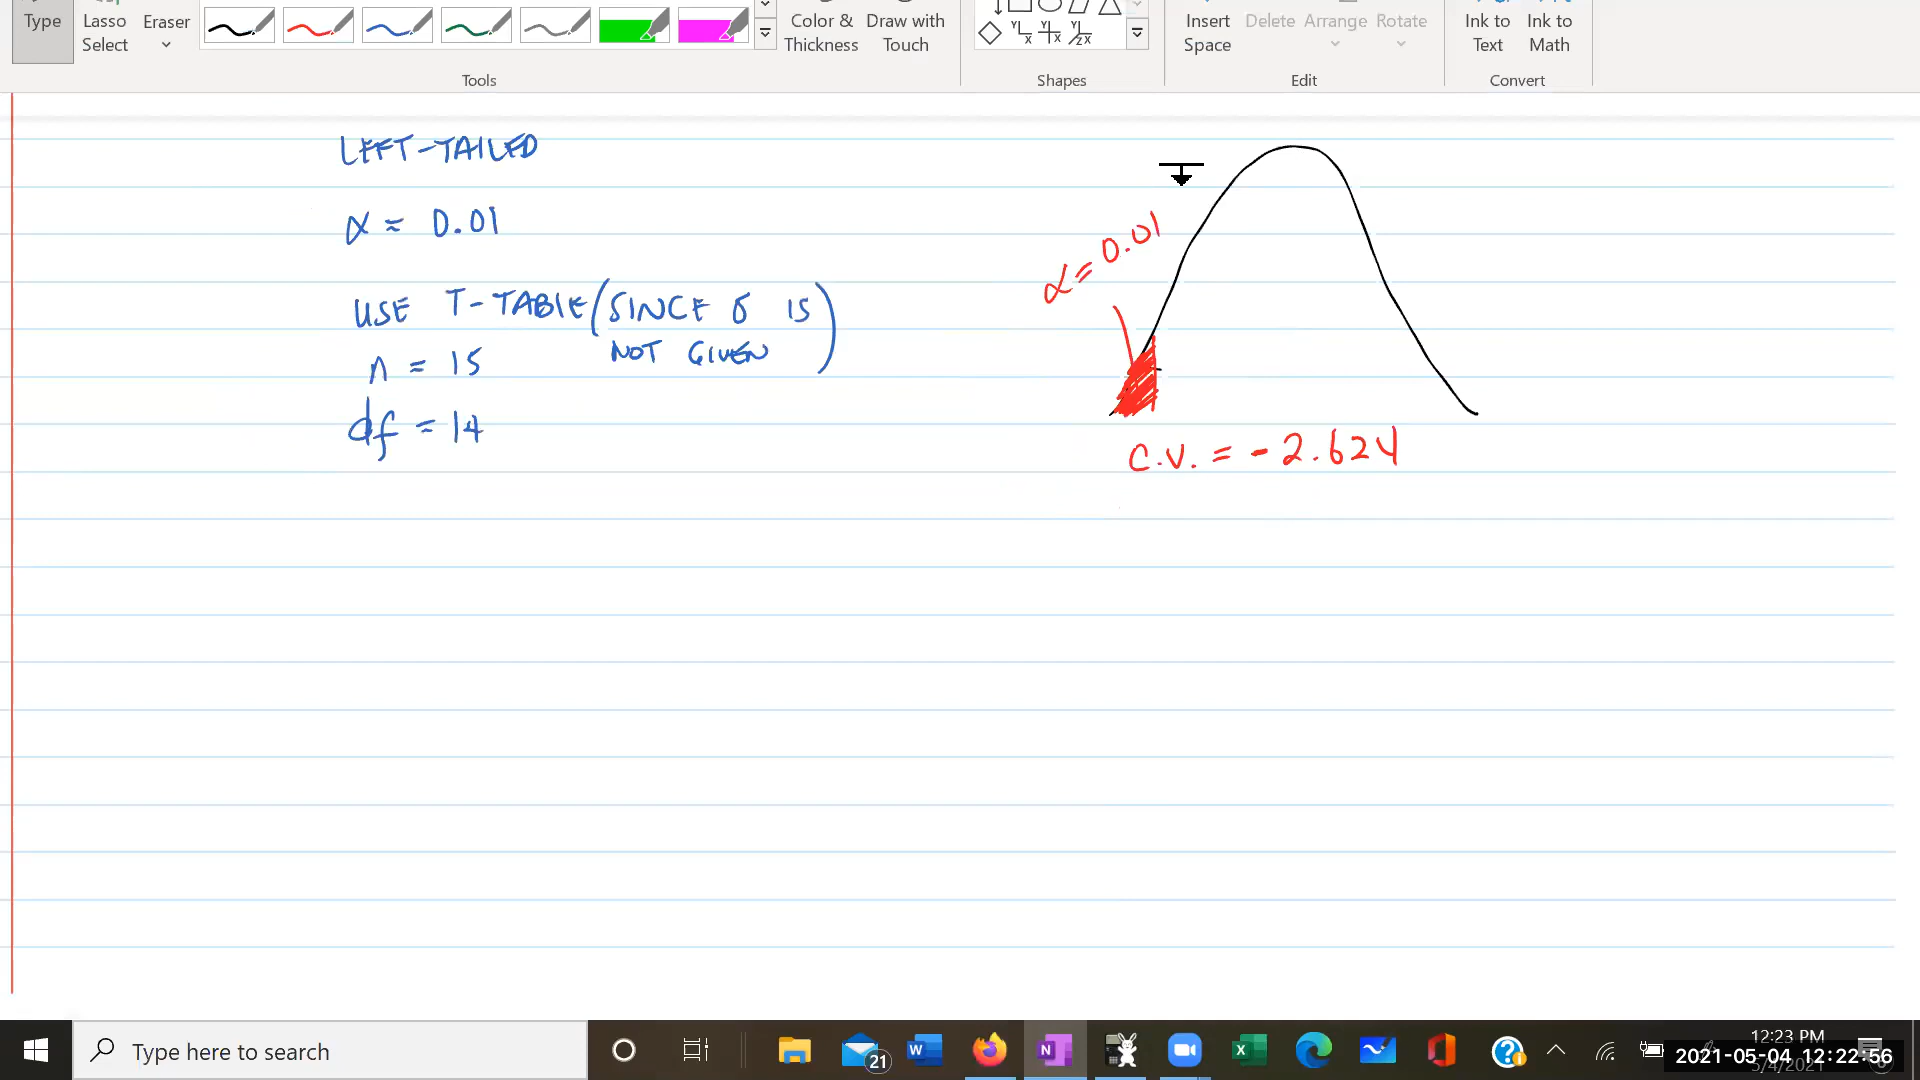 Type
Lasso
Select
Eraser
Color &
Thickness
Draw with
Touch
Insert
Space
Delete
Arrange
Rotate
Ink to
Text
Ink to
Math
Tools
Shapes
Edit
Convert
LEFT-TAILED
α = 0.01
USE T-TABLE (SINCE σ IS
NOT GIVEN)
n = 15
df = 14
α = 0.01
C.V. = -2.624
Type here to search
21
12:23 PM
2021-05-04 12:22:56